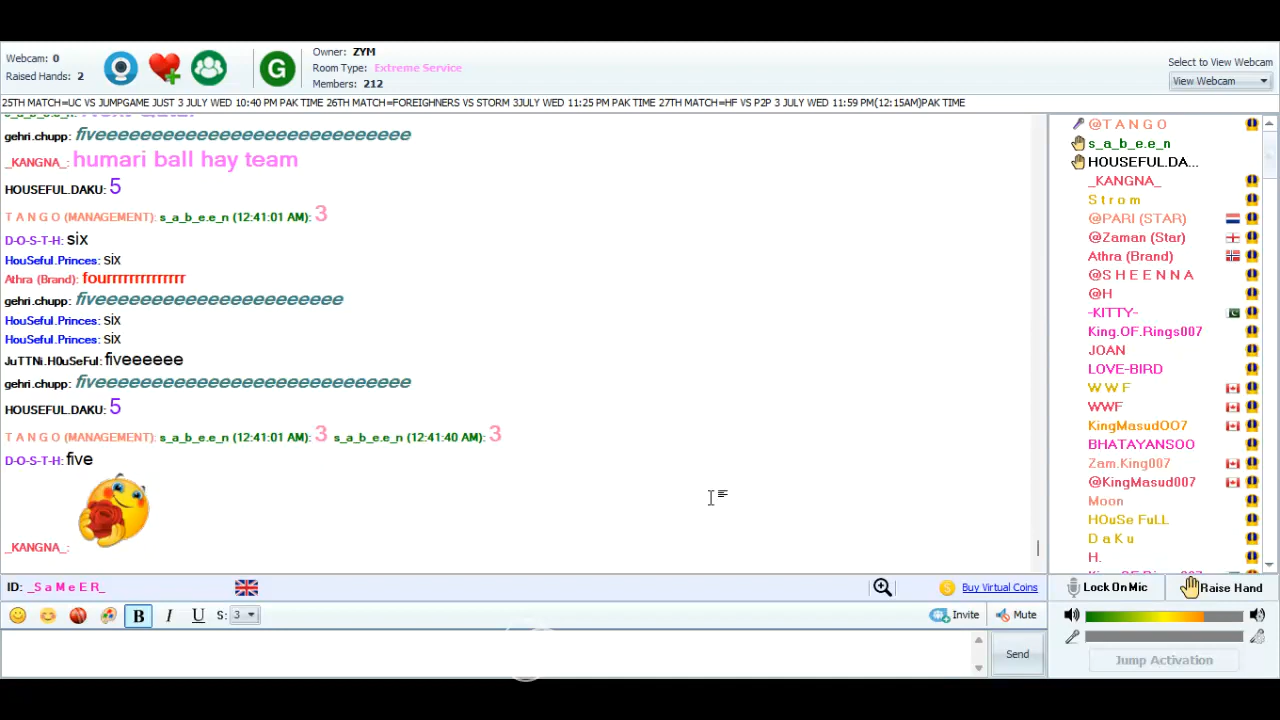 Webcam: 0
Raised Hands: 2
G
Owner: ZYM
Room Type: Extreme Service
Members: 212
Select to View Webcam
View Webcam
25TH MATCH=UC VS JUMPGAME JUST 3 JULY WED 10:40 PM PAK TIME 26TH MATCH=FOREIGHNERS VS STORM 3JULY WED 11:25 PM PAK TIME 27TH MATCH=HF VS P2P 3 JULY WED 11:59 PM(12:15AM)PAK TIME
gehri.chupp: fiveeeeeeeeeeeeeeeeeeeeeeeeeeee
_KANGNA_: humari ball hay team
HOUSEFUL.DAKU: 5
T A N G O (MANAGEMENT): s_a_b_e_e_n (12:41:01 AM): 3
D-O-S-T-H: six
HouSeful.Princes: six
Athra (Brand): fourrrrrrrrrrrrrrr
gehri.chupp: fiveeeeeeeeeeeeeeeeeeeeee
HouSeful.Princes: six
HouSeful.Princes: six
JuTTNi.H0uSeFul: fiveeeeee
gehri.chupp: fiveeeeeeeeeeeeeeeeeeeeeeeeeeee
HOUSEFUL.DAKU: 5
T A N G O (MANAGEMENT): s_a_b_e_e_n (12:41:01 AM): 3 s_a_b_e_e_n (12:41:40 AM): 3
D-O-S-T-H: five
_KANGNA_:
@T A N G O
s_a_b_e_e_n
HOUSEFUL.DA...
_KANGNA_
S t r o m
@PARI (STAR)
@Zaman (Star)
Athra (Brand)
@S H E E N N A
@H
-KITTY-
King.OF.Rings007
JOAN
LOVE-BIRD
W W F
WWF
KingMasudOO7
BHATAYANSOO
Zam.King007
@KingMasud007
Moon
HOuSe FuLL
D a K u
H.
ID: _S a M e E R_
Buy Virtual Coins
Lock On Mic
Raise Hand
B I U S: 3
Invite
Mute
Send
Jump Activation